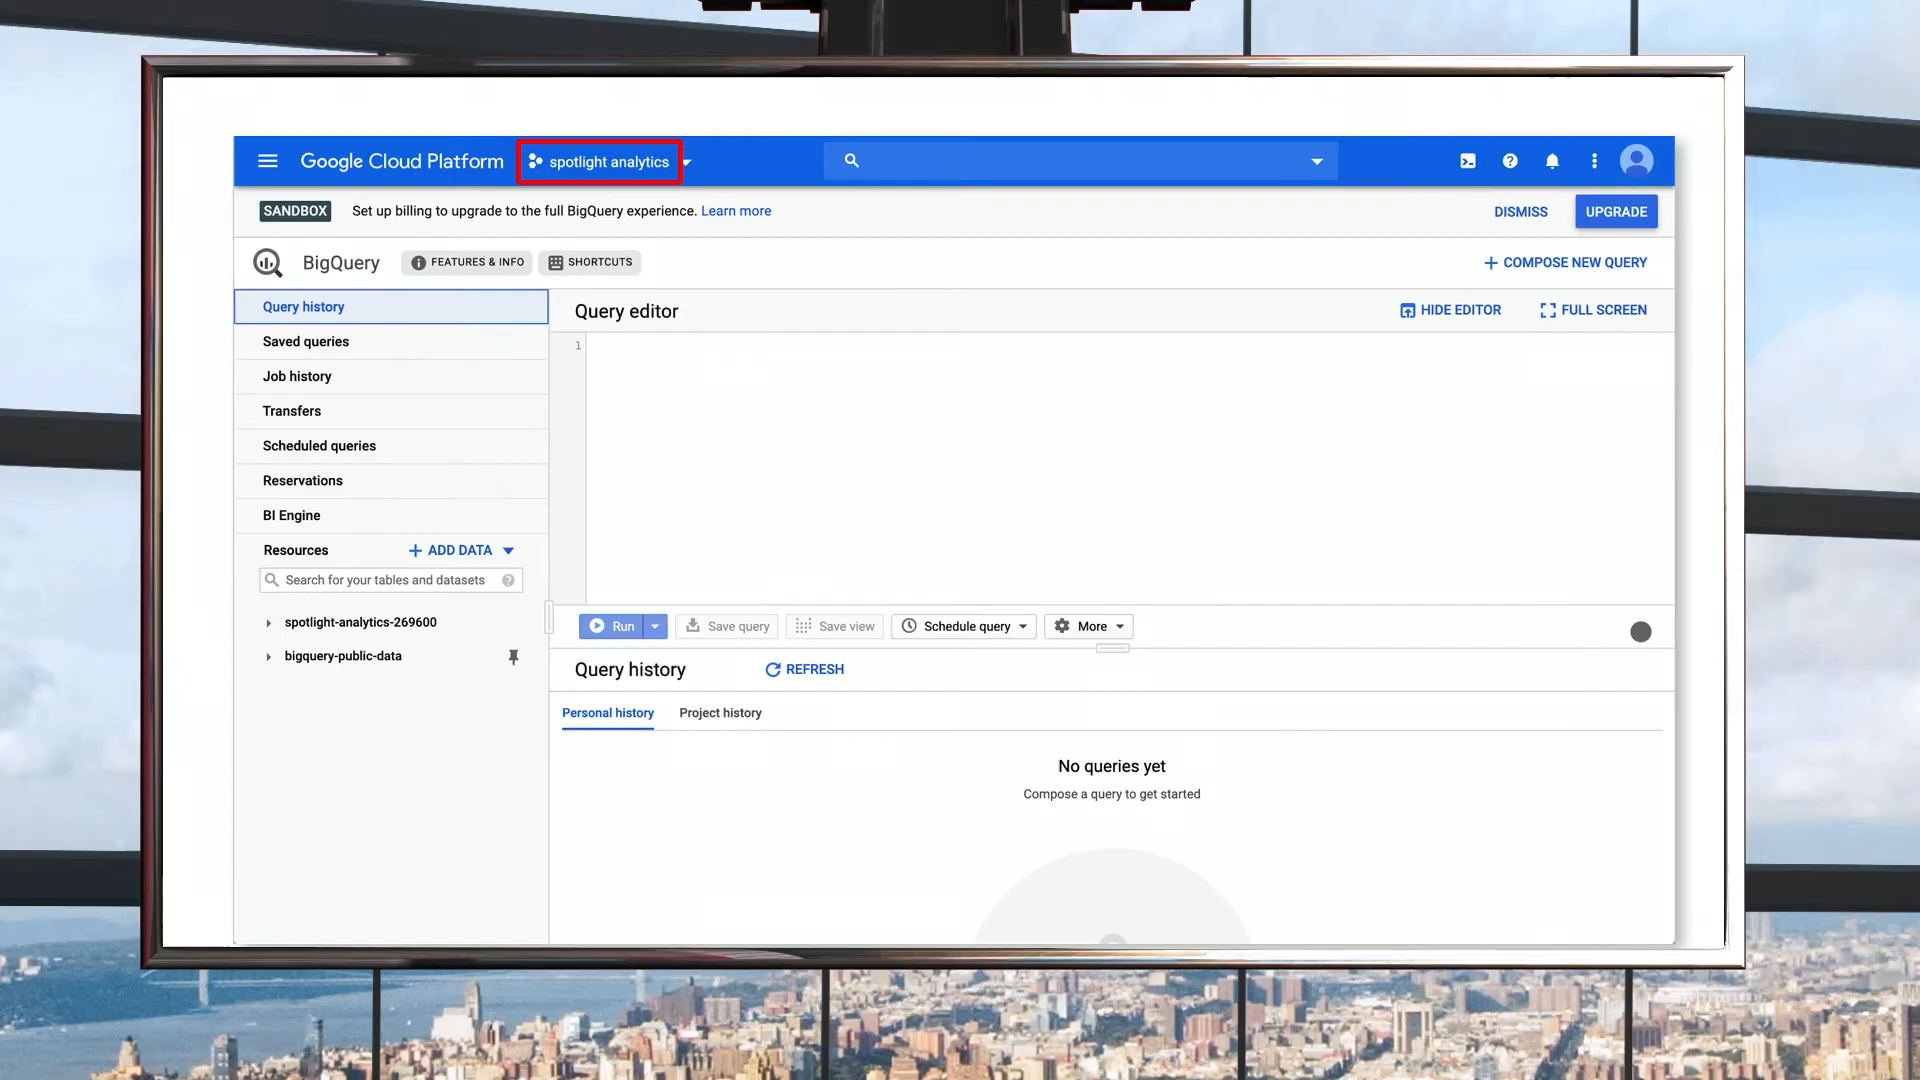 Google Cloud Platform spotlight analytics
SANDBOX Set up billing to upgrade to the full BigQuery experience. Learn more DISMISS UPGRADE
BigQuery FEATURES & INFO SHORTCUTS + COMPOSE NEW QUERY
Query history
Saved queries
Job history
Transfers
Scheduled queries
Reservations
BI Engine
Resources + ADD DATA
Search for your tables and datasets
spotlight-analytics-269600
bigquery-public-data
Query editor HIDE EDITOR FULL SCREEN
1
Run Save query Save view Schedule query More
Query history REFRESH
Personal history Project history
No queries yet
Compose a query to get started